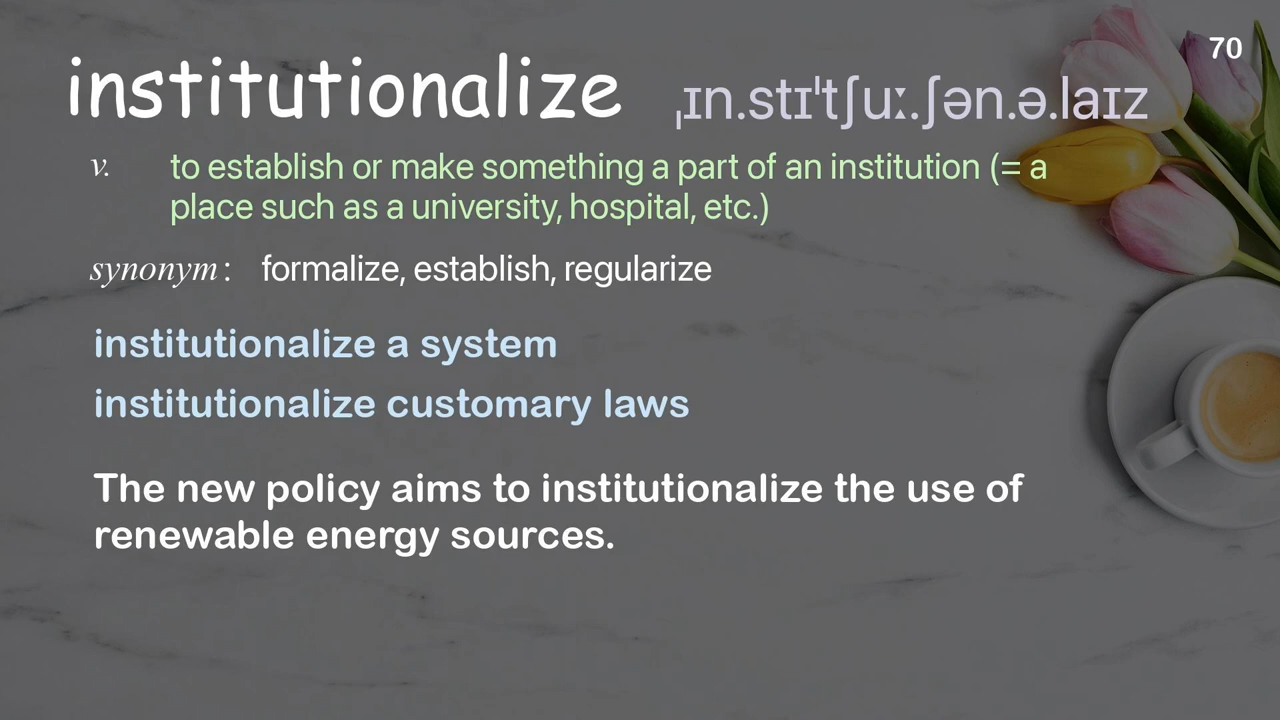 70
institutionalize ˌɪn.stɪˈtʃuː.ʃən.ə.laɪz
v. to establish or make something a part of an institution (= a
place such as a university, hospital, etc.)
synonym: formalize, establish, regularize
institutionalize a system
institutionalize customary laws
The new policy aims to institutionalize the use of
renewable energy sources.